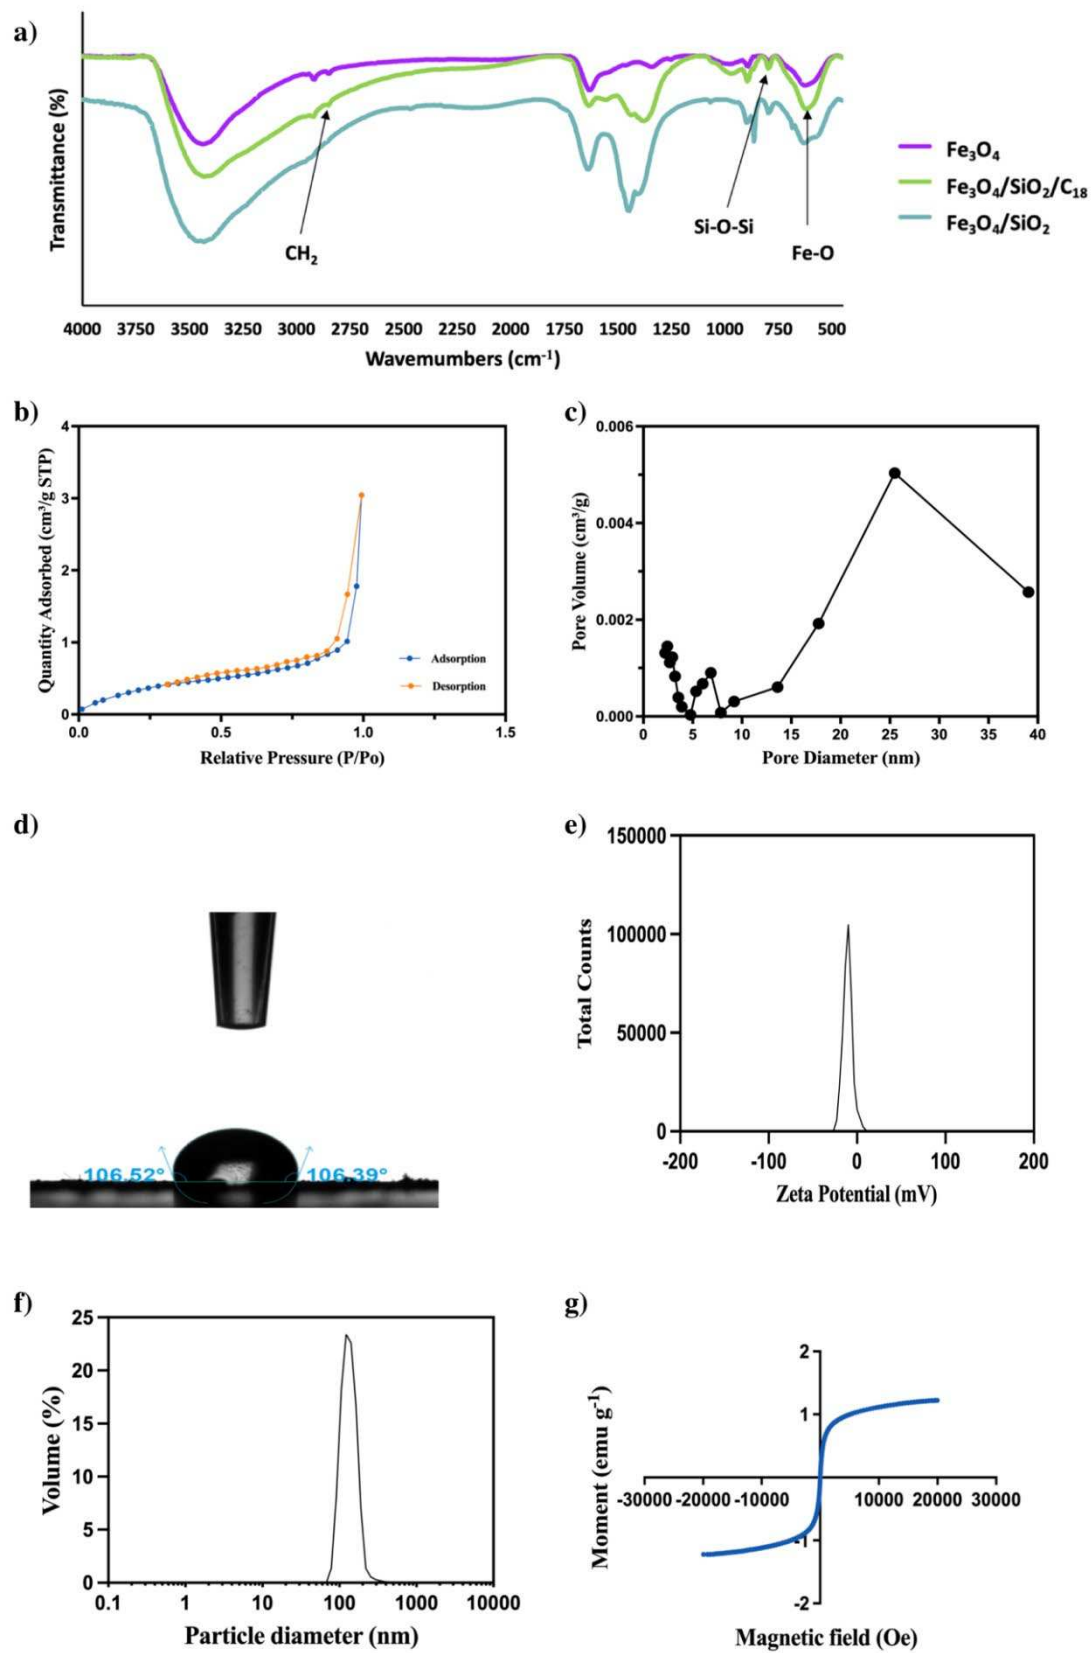 a)
Transmittance (%)
CH₂
Si-O-Si
Fe-O
Fe₃O₄
Fe₃O₄/SiO₂/C₁₈
Fe₃O₄/SiO₂
4000 3750 3500 3250 3000 2750 2500 2250 2000 1750 1500 1250 1000 750 500
Wavemumbers (cm⁻¹)
b)
Quantity Adsorbed (cm³/g STP)
4
3
2
1
0
Adsorption
Desorption
0.0 0.5 1.0 1.5
Relative Pressure (P/Po)
c)
Pore Volume (cm³/g)
0.006
0.004
0.002
0.000
0 5 10 15 20 25 30 35 40
Pore Diameter (nm)
d)
106.52° 106.39°
e)
Total Counts
150000
100000
50000
0
-200 -100 0 100 200
Zeta Potential (mV)
f)
Volume (%)
25
20
15
10
5
0
0.1 1 10 100 1000 10000
Particle diameter (nm)
g)
Moment (emu g⁻¹)
2
1
-30000 -20000 -10000 10000 20000 30000
-1
-2
Magnetic field (Oe)